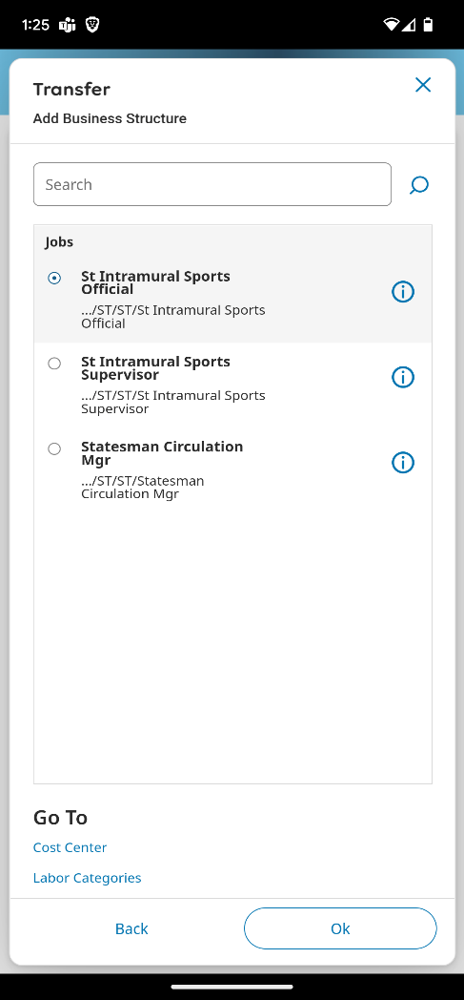 1:25
Transfer
Add Business Structure
Search
Jobs
St Intramural Sports
Official
.../ST/ST/St Intramural Sports
Official
St Intramural Sports
Supervisor
.../ST/ST/St Intramural Sports
Supervisor
Statesman Circulation
Mgr
.../ST/ST/Statesman
Circulation Mgr
Go To
Cost Center
Labor Categories
Back
Ok